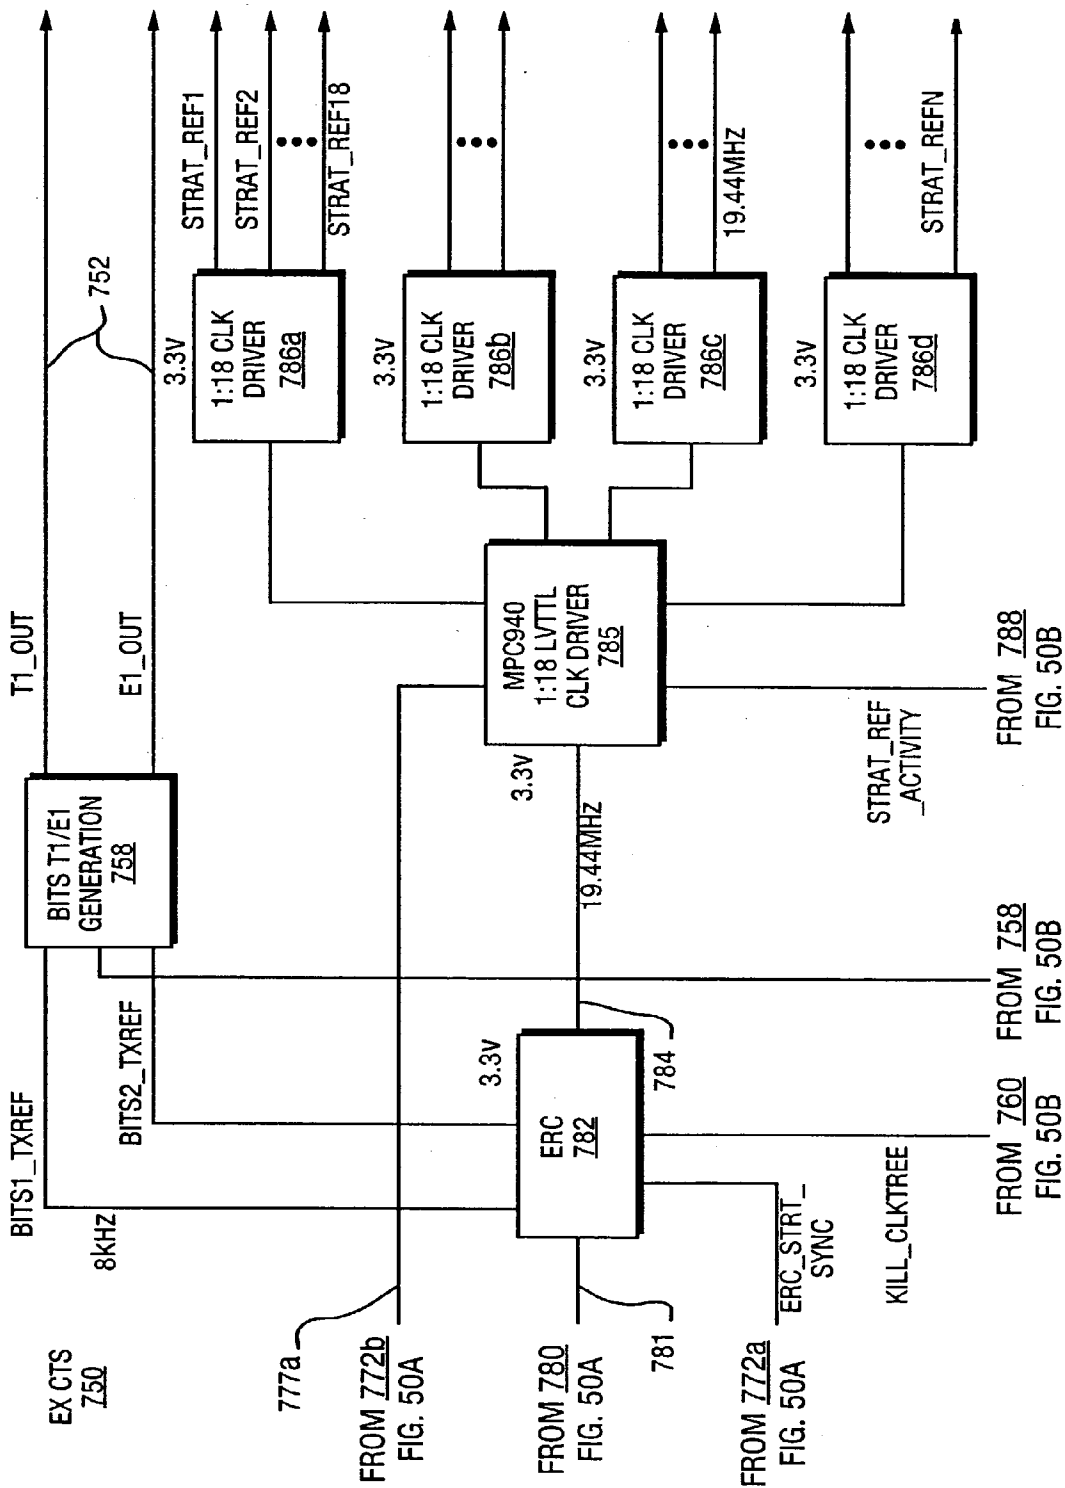 EX CTS
750
BITS1_TXREF
8KHZ
BITS2_TXREF
BITS T1/E1
GENERATION
758
T1_OUT
E1_OUT
752
777a
FROM 772b
FIG. 50A
FROM 780
FIG. 50A
781
FROM 772a
FIG. 50A
ERC_STRT_
SYNC
KILL_CLKTREE
FROM 760
FIG. 50B
FROM 758
FIG. 50B
3.3V
ERC
782
784
19.44MHZ
3.3V
MPC940
1:18 LVTTL
CLK DRIVER
785
STRAT_REF
_ACTIVITY
FROM 788
FIG. 50B
3.3V
1:18 CLK
DRIVER
786a
STRAT_REF1
STRAT_REF2
STRAT_REF18
3.3V
1:18 CLK
DRIVER
786b
3.3V
1:18 CLK
DRIVER
786c
19.44MHZ
3.3V
1:18 CLK
DRIVER
786d
STRAT_REFN